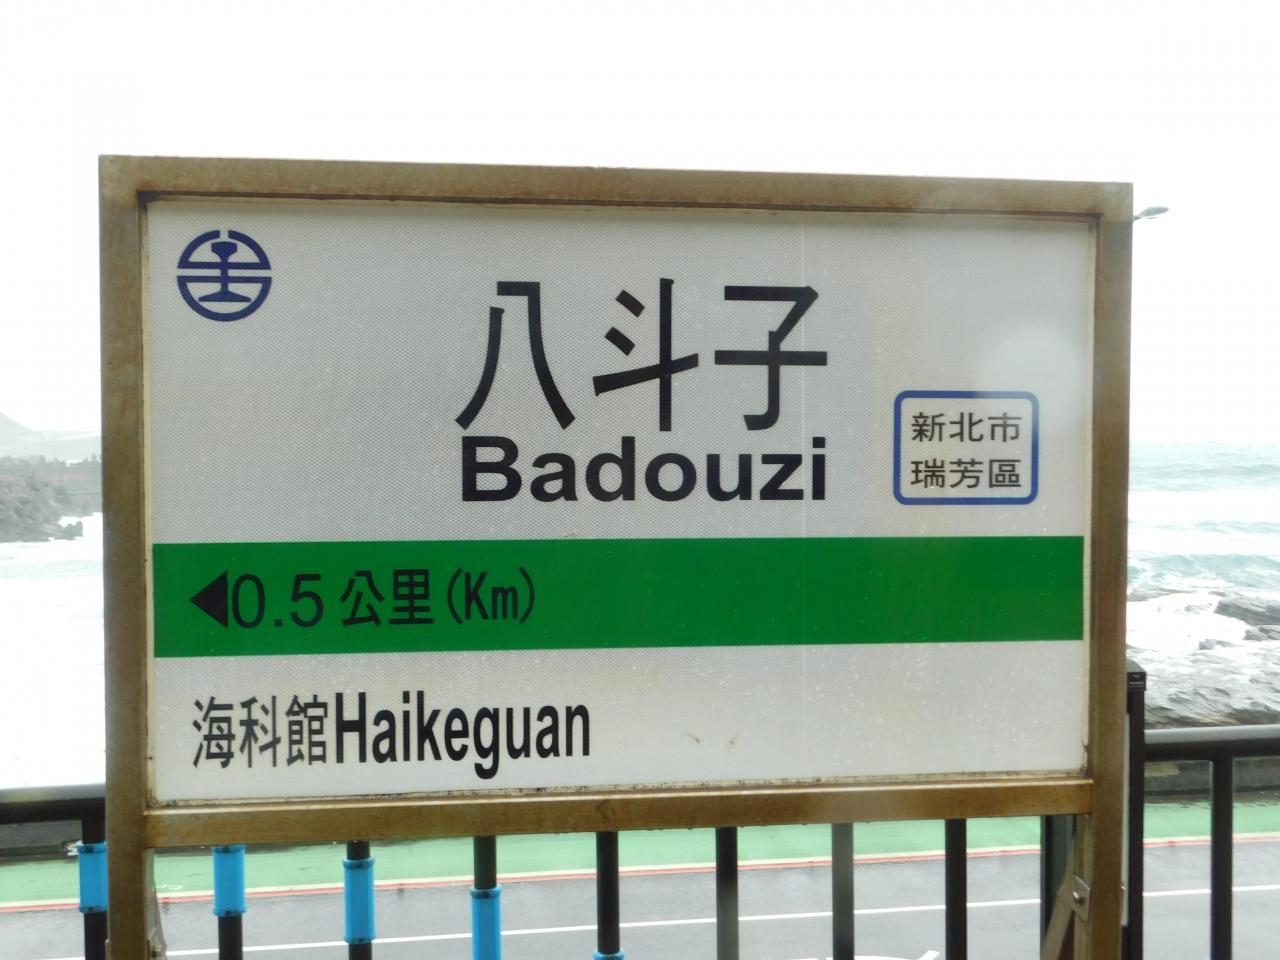 八斗子
Badouzi
新北市
瑞芳區
◀0.5公里(Km)
海科館Haikeguan